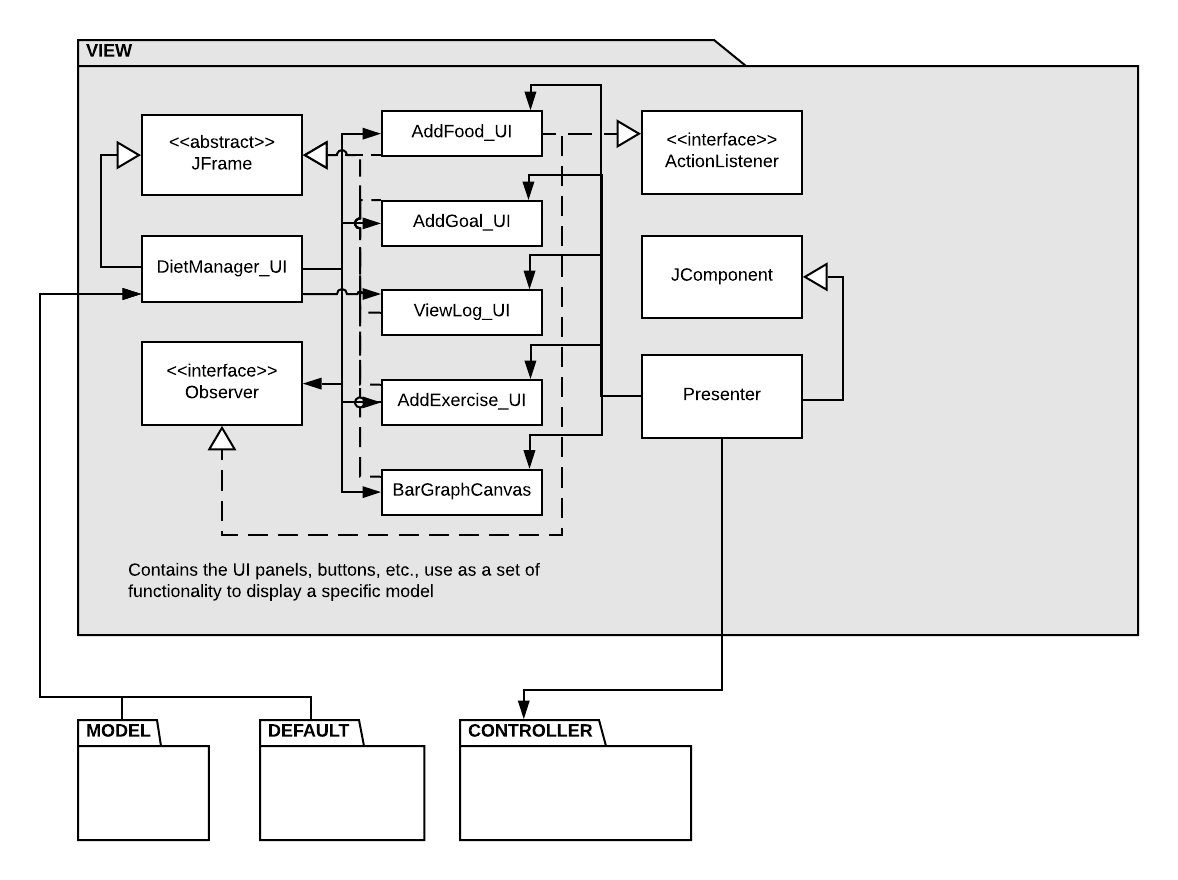 VIEW
<<abstract>>
JFrame
AddFood_UI
<<interface>>
ActionListener
AddGoal_UI
DietManager_UI
JComponent
ViewLog_UI
<<interface>>
Observer
AddExercise_UI
Presenter
BarGraphCanvas
Contains the UI panels, buttons, etc., use as a set of
functionality to display a specific model
MODEL
DEFAULT
CONTROLLER